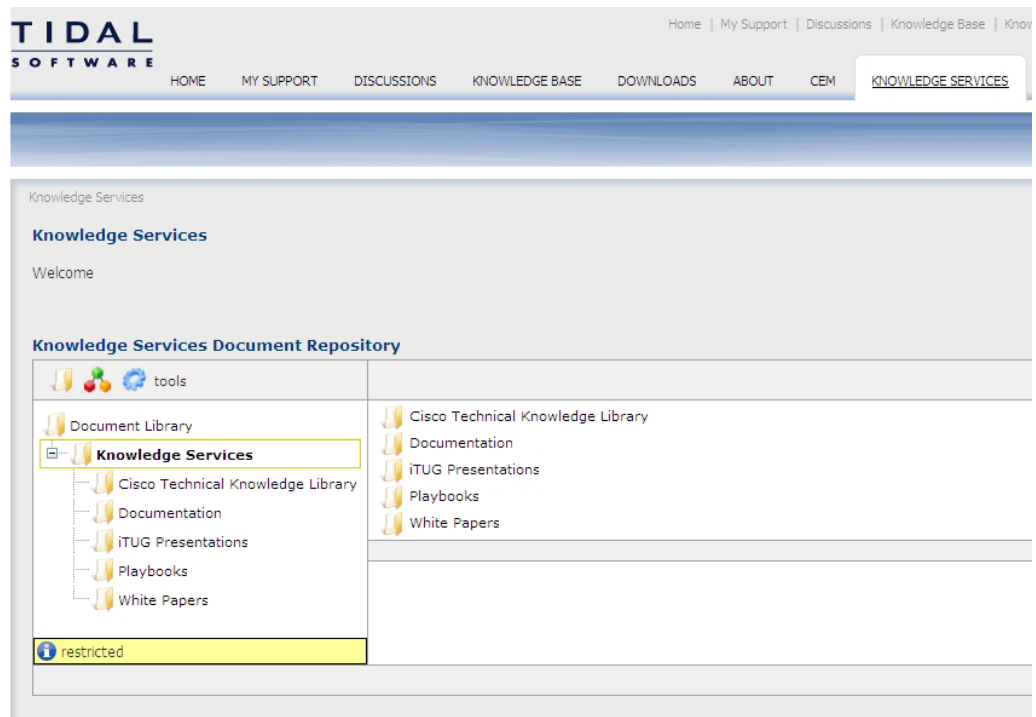 TIDAL
SOFTWARE
Home | My Support | Discussions | Knowledge Base | Know
HOME MY SUPPORT DISCUSSIONS KNOWLEDGE BASE DOWNLOADS ABOUT CEM KNOWLEDGE SERVICES
Knowledge Services
Knowledge Services
Welcome
Knowledge Services Document Repository
tools
Document Library
Knowledge Services
Cisco Technical Knowledge Library
Documentation
iTUG Presentations
Playbooks
White Papers
restricted
Cisco Technical Knowledge Library
Documentation
iTUG Presentations
Playbooks
White Papers